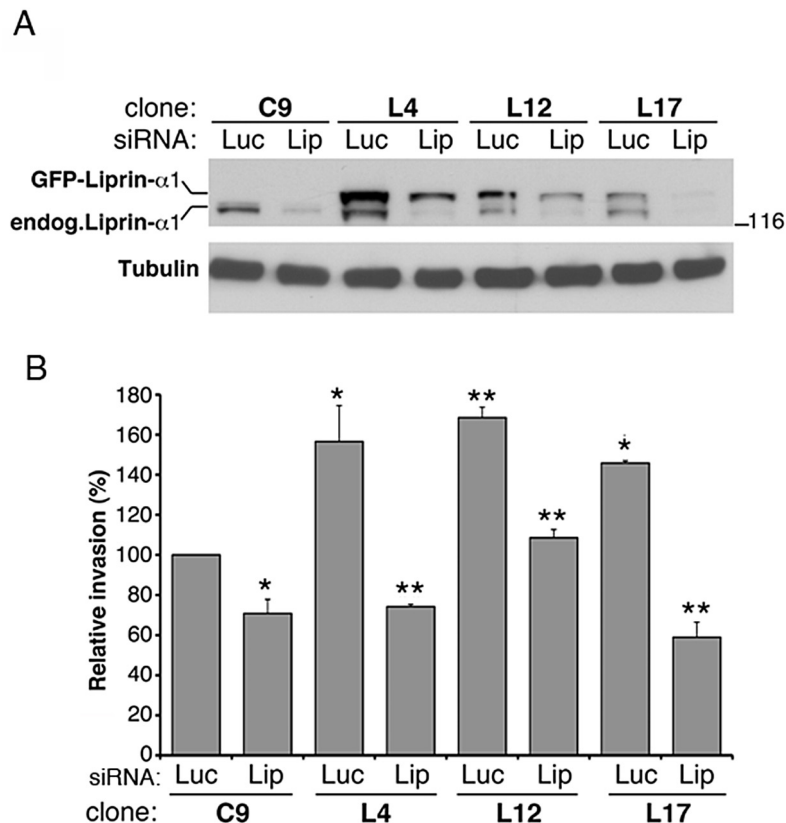 A
clone: C9 L4 L12 L17
siRNA: Luc Lip Luc Lip Luc Lip Luc Lip
GFP-Liprin-α1
endog.Liprin-α1
116
Tubulin
B
Relative invasion (%)
180
160
140
120
100
80
60
40
20
0
* * ** ** ** * **
siRNA: Luc Lip Luc Lip Luc Lip Luc Lip
clone: C9 L4 L12 L17